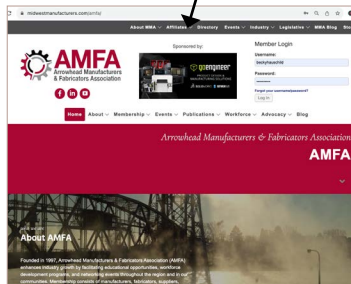 midwestmanufacturers.com/amfa/
About MMA Affiliates Directory Events Industry Legislative MMA Blog
Sponsored by:
Member Login
Username:
beckyhauschild
Password:
Forgot your username/password?
Log in
AMFA
Arrowhead Manufacturers
& Fabricators Association
goengineer
Home About Membership Events Publications Workforce Advocacy Blog
Arrowhead Manufacturers & Fabricators Association
AMFA
About AMFA
Founded in 1997, Arrowhead Manufacturers & Fabricators Association (AMFA)
enhances industry growth by facilitating educational opportunities, workforce
development programs, and networking events throughout the region and in our
communities. Membership consists of manufacturers, fabricators, suppliers,